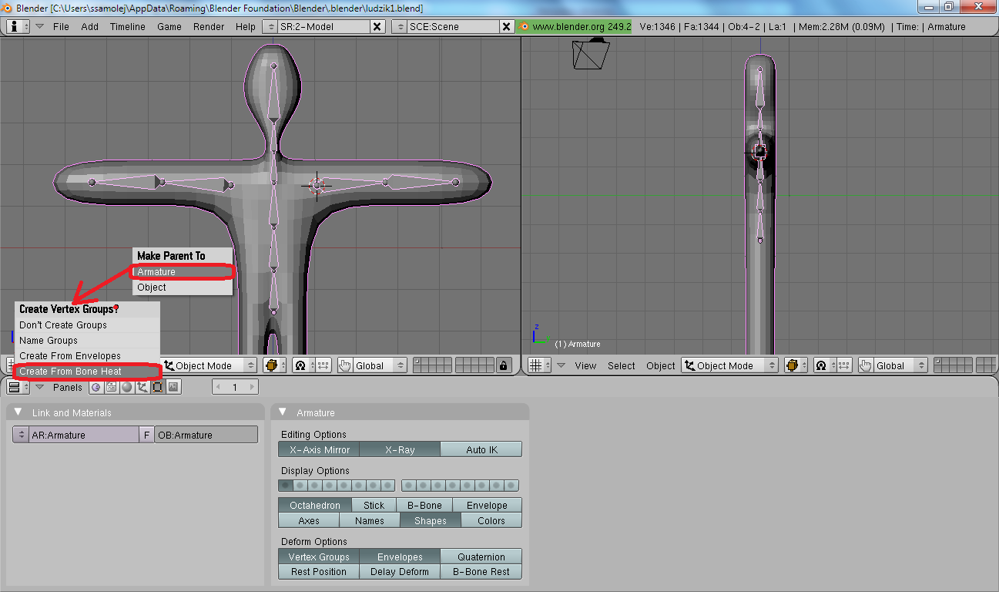 Blender [C:\Users\ssamolej\AppData\Roaming\Blender Foundation\Blender\.blender\ludzik1.blend]
File Add Timeline Game Render Help SR:2-Model SCE:Scene www.blender.org 249.2 Ve:1346 | Fa:1344 | Ob:4-2 | La:1 | Mem:2.28M (0.09M) | Time: | Armature
Make Parent To
Armature
Object
Create Vertex Groups?
Don't Create Groups
Name Groups
Create From Envelopes
Create From Bone Heat
z
(1) Armature
Object Mode Global
View Select Object Object Mode Global
Panels 1
Link and Materials
AR:Armature F OB:Armature
Armature
Editing Options
X-Axis Mirror X-Ray Auto IK
Display Options
Octahedron Stick B-Bone Envelope
Axes Names Shapes Colors
Deform Options
Vertex Groups Envelopes Quaternion
Rest Position Delay Deform B-Bone Rest